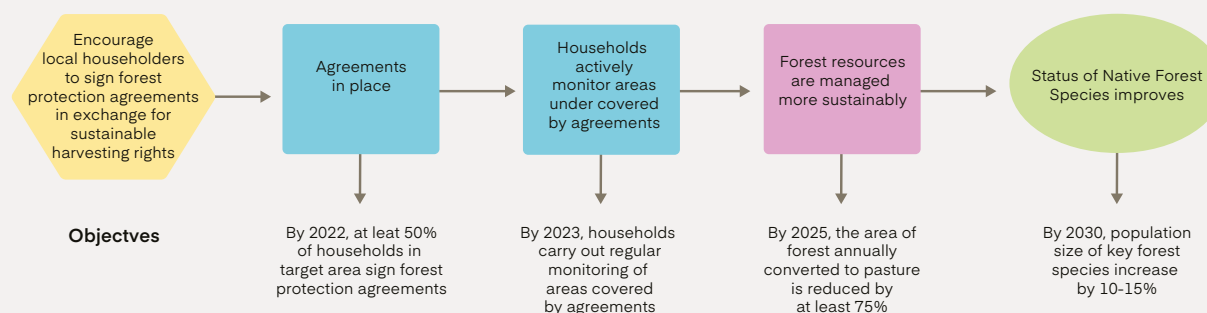 Encourage
local householders
to sign forest
protection agreements
in exchange for
sustainable
harvesting rights
Agreements
in place
Households
actively
monitor areas
under covered
by agreements
Forest resources
are managed
more sustainably
Status of Native Forest
Species improves
Objectves
By 2022, at leat 50%
of households in
target area sign forest
protection agreements
By 2023, households
carry out regular
monitoring of
areas covered
by agreements
By 2025, the area of
forest annually
converted to pasture
is reduced by
at least 75%
By 2030, population
size of key forest
species increase
by 10-15%